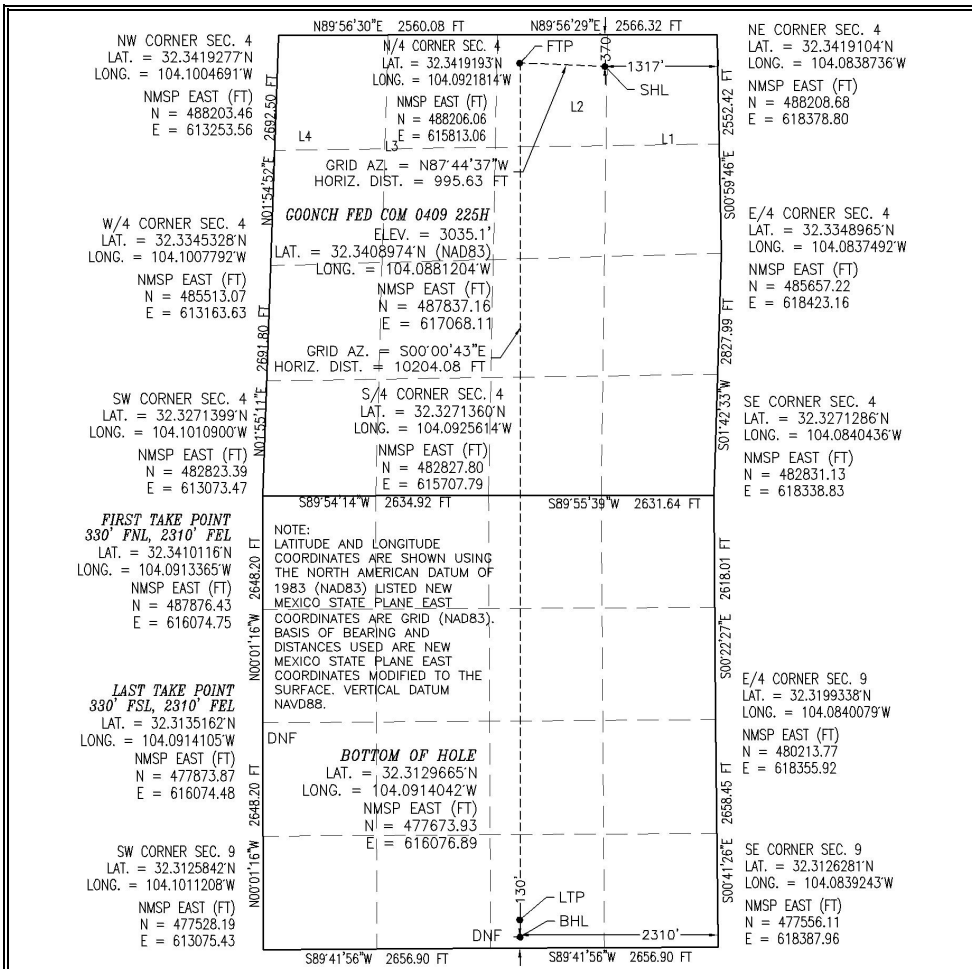 N89°56'30"E 2560.08 FT
N89°56'29"E 2566.32 FT
NW CORNER SEC. 4
LAT. = 32.3419277°N
LONG. = 104.1004691°W
NMSP EAST (FT)
N = 488203.46
E = 613253.56
N/4 CORNER SEC. 4
LAT. = 32.3419193°N
LONG. = 104.0921814°W
NMSP EAST (FT)
N = 488206.06
E = 615813.06
FTP
370'
1317'
SHL
NE CORNER SEC. 4
LAT. = 32.3419104°N
LONG. = 104.0838736°W
NMSP EAST (FT)
N = 488208.68
E = 618378.80
2692.50 FT
N01°54'52"E
2552.42 FT
S00°59'46"E
L4
L3
L2
L1
GRID AZ. = N87°44'37"W
HORIZ. DIST. = 995.63 FT
GOONCH FED COM 0409 225H
ELEV. = 3035.1'
LAT. = 32.3408974°N (NAD83)
LONG. = 104.0881204°W
NMSP EAST (FT)
N = 487837.16
E = 617068.11
W/4 CORNER SEC. 4
LAT. = 32.3345328°N
LONG. = 104.1007792°W
NMSP EAST (FT)
N = 485513.07
E = 613163.63
E/4 CORNER SEC. 4
LAT. = 32.3348965°N
LONG. = 104.0837492°W
NMSP EAST (FT)
N = 485657.22
E = 618423.16
2691.80 FT
N01°55'11"E
2827.99 FT
S01°42'33"W
GRID AZ. = S00°00'43"E
HORIZ. DIST. = 10204.08 FT
SW CORNER SEC. 4
LAT. = 32.3271399°N
LONG. = 104.1010900°W
NMSP EAST (FT)
N = 482823.39
E = 613073.47
S/4 CORNER SEC. 4
LAT. = 32.3271360°N
LONG. = 104.0925614°W
NMSP EAST (FT)
N = 482827.80
E = 615707.79
SE CORNER SEC. 4
LAT. = 32.3271286°N
LONG. = 104.0840436°W
NMSP EAST (FT)
N = 482831.13
E = 618338.83
S89°54'14"W 2634.92 FT
S89°55'39"W 2631.64 FT
FIRST TAKE POINT
330' FNL, 2310' FEL
LAT. = 32.3410116°N
LONG. = 104.0913365°W
NMSP EAST (FT)
N = 487876.43
E = 616074.75
NOTE:
LATITUDE AND LONGITUDE
COORDINATES ARE SHOWN USING
THE NORTH AMERICAN DATUM OF
1983 (NAD83) LISTED NEW
MEXICO STATE PLANE EAST
COORDINATES ARE GRID (NAD83).
BASIS OF BEARING AND
DISTANCES USED ARE NEW
MEXICO STATE PLANE EAST
COORDINATES MODIFIED TO THE
SURFACE. VERTICAL DATUM
NAVD88.
2648.20 FT
N00°01'16"W
2618.01 FT
S00°22'27"E
LAST TAKE POINT
330' FSL, 2310' FEL
LAT. = 32.3135162°N
LONG. = 104.0914105°W
NMSP EAST (FT)
N = 477873.87
E = 616074.48
E/4 CORNER SEC. 9
LAT. = 32.3199338°N
LONG. = 104.0840079°W
NMSP EAST (FT)
N = 480213.77
E = 618355.92
DNF
BOTTOM OF HOLE
LAT. = 32.3129665°N
LONG. = 104.0914042°W
NMSP EAST (FT)
N = 477673.93
E = 616076.89
2648.20 FT
N00°01'16"W
2658.45 FT
S00°41'26"E
SW CORNER SEC. 9
LAT. = 32.3125842°N
LONG. = 104.1011208°W
NMSP EAST (FT)
N = 477528.19
E = 613075.43
SE CORNER SEC. 9
LAT. = 32.3126281°N
LONG. = 104.0839243°W
NMSP EAST (FT)
N = 477556.11
E = 618387.96
130'
LTP
BHL
DNF
2310'
S89°41'56"W 2656.90 FT
S89°41'56"W 2656.90 FT